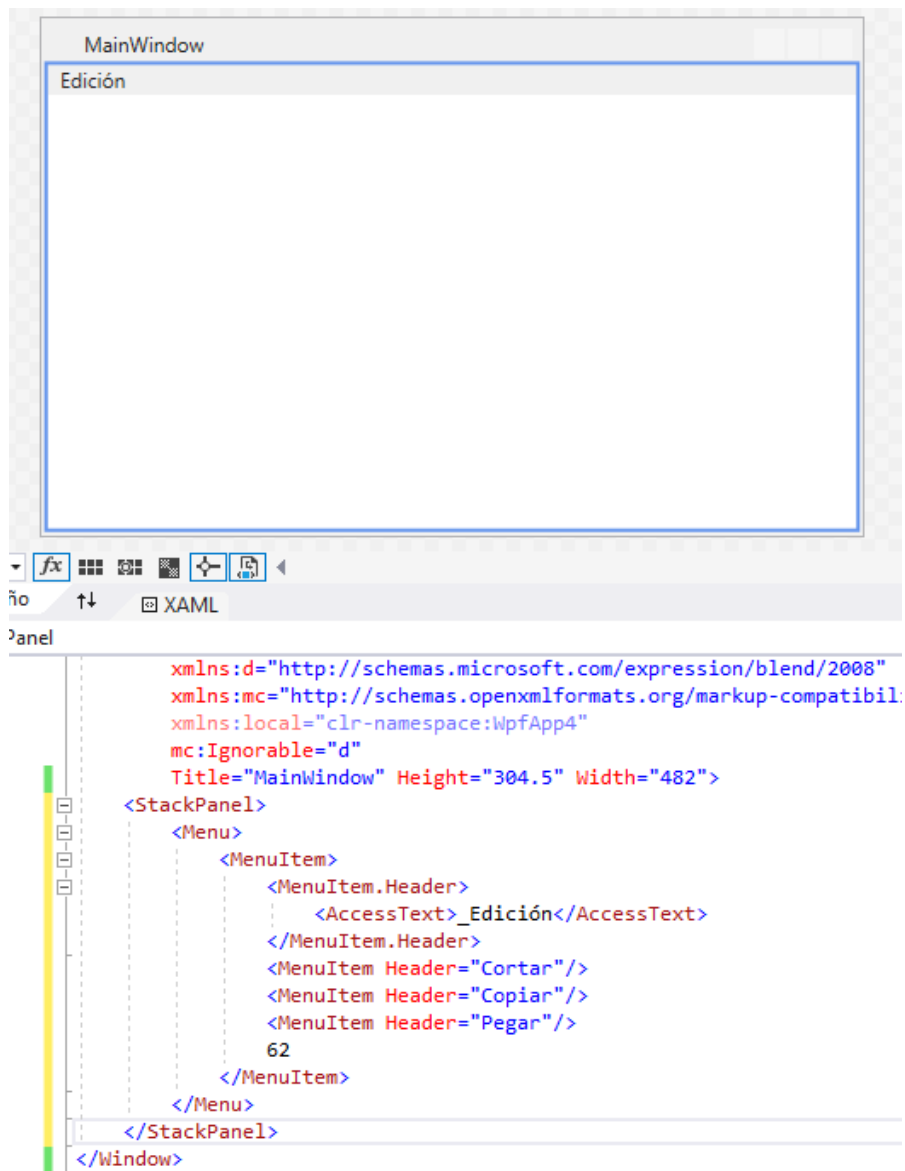 MainWindow
Edición
fx
ño
XAML
Panel
xmlns:d="http://schemas.microsoft.com/expression/blend/2008"
xmlns:mc="http://schemas.openxmlformats.org/markup-compatibili
xmlns:local="clr-namespace:WpfApp4"
mc:Ignorable="d"
Title="MainWindow" Height="304.5" Width="482">
<StackPanel>
<Menu>
<MenuItem>
<MenuItem.Header>
<AccessText>_Edición</AccessText>
</MenuItem.Header>
<MenuItem Header="Cortar"/>
<MenuItem Header="Copiar"/>
<MenuItem Header="Pegar"/>
62
</MenuItem>
</Menu>
</StackPanel>
</Window>